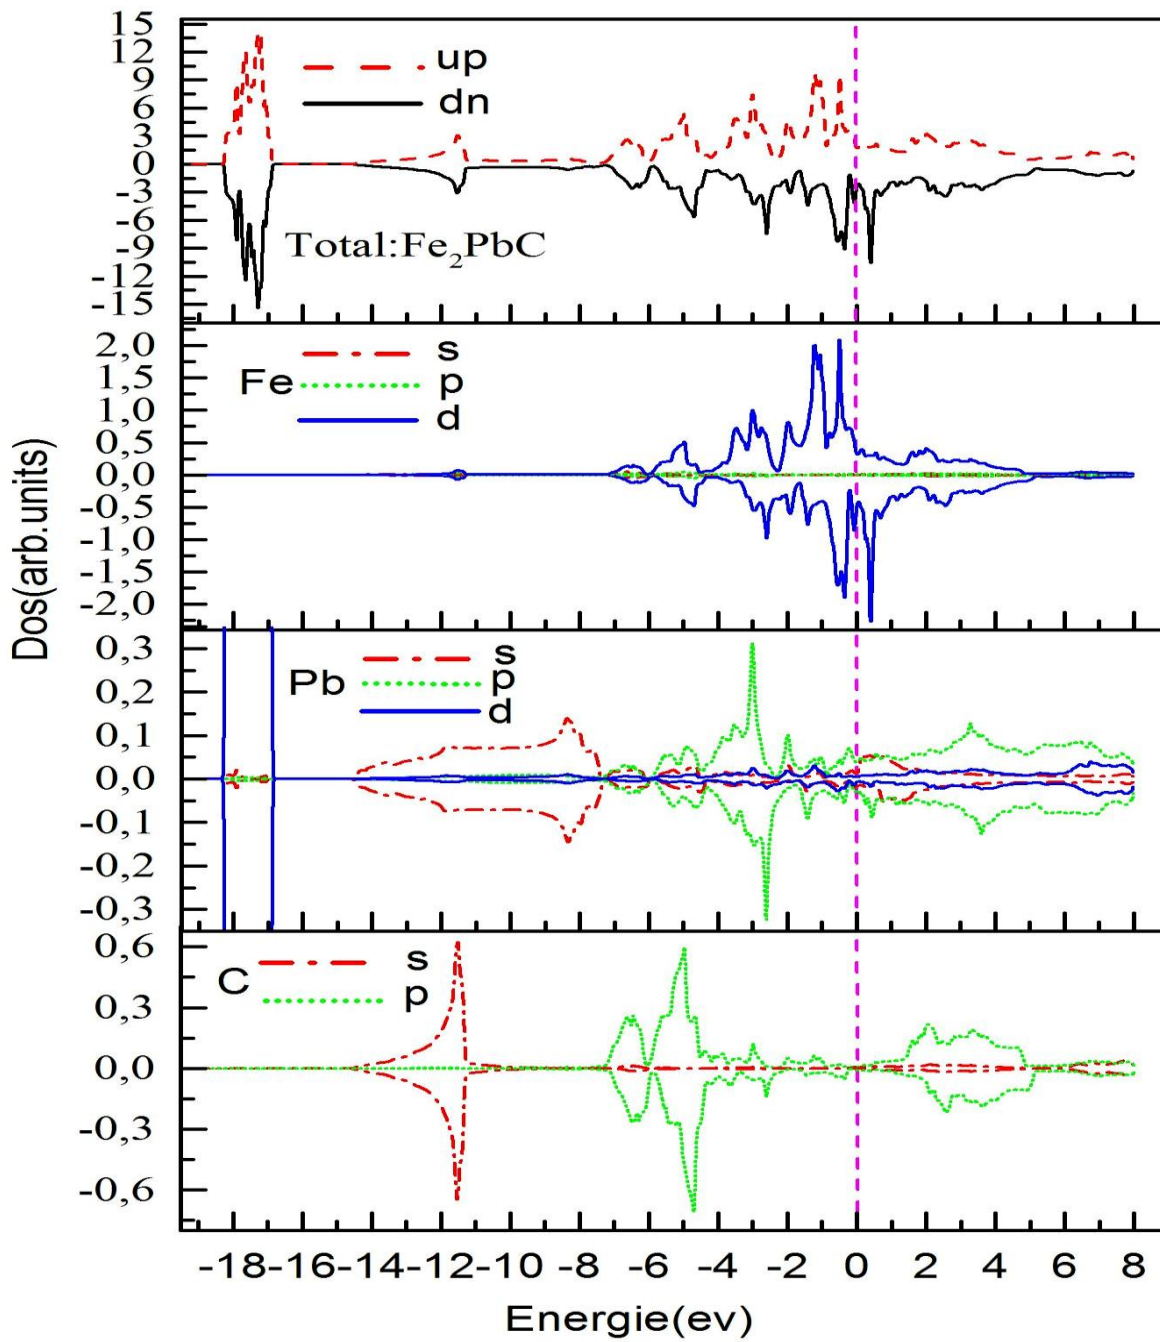 15
12
9
6
3
0
-3
-6
-9
-12
-15
up
dn
Total:Fe₂PbC
2,0
1,5
1,0
0,5
0,0
-0,5
-1,0
-1,5
-2,0
Fe
s
p
d
Dos(arb.units)
0,3
0,2
0,1
0,0
-0,1
-0,2
-0,3
Pb
s
p
d
0,6
0,3
0,0
-0,3
-0,6
C
s
p
-18 -16 -14 -12 -10 -8 -6 -4 -2 0 2 4 6 8
Energie(ev)